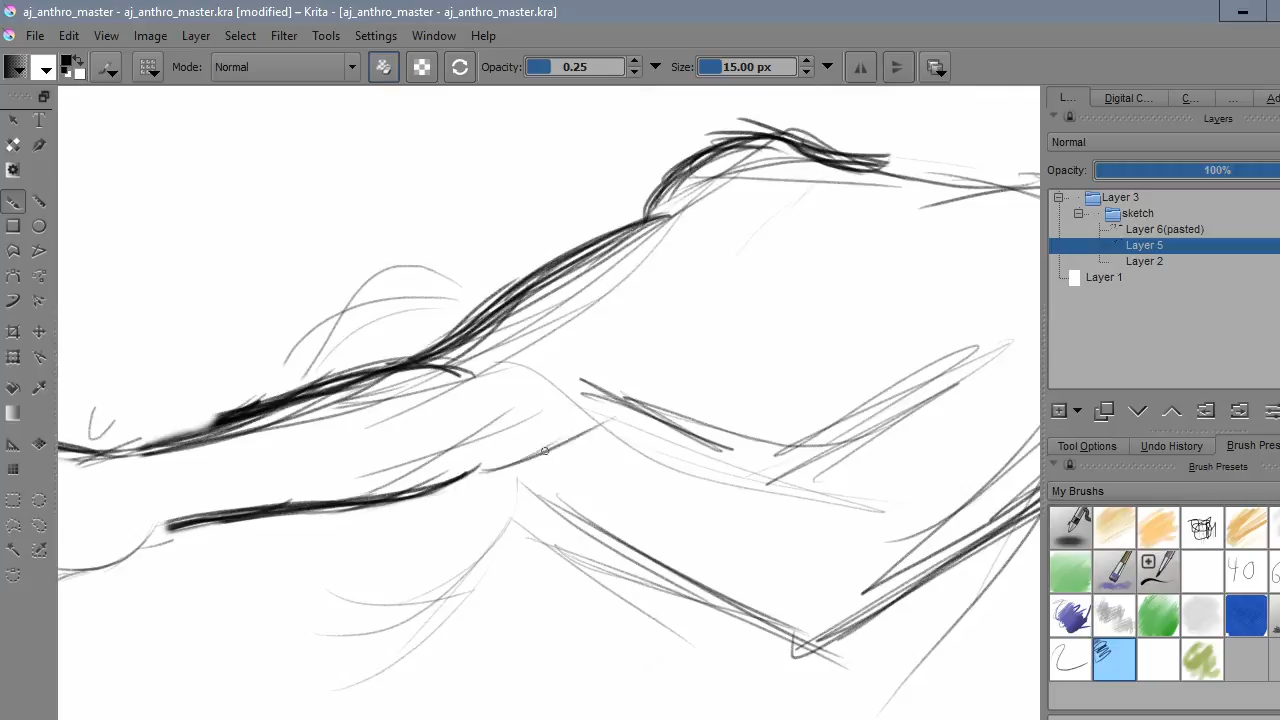 aj_anthro_master - aj_anthro_master.kra [modified] – Krita - [aj_anthro_master - aj_anthro_master.kra]
File Edit View Image Layer Select Filter Tools Settings Window Help
Mode: Normal Opacity: 0.25 Size: 15.00 px
L... Digital C... C... ... Ad
Layers
Normal
Opacity: 100%
Layer 3
sketch
Layer 6(pasted)
Layer 5
Layer 2
Layer 1
Tool Options Undo History Brush Pres
Brush Presets
My Brushes
40